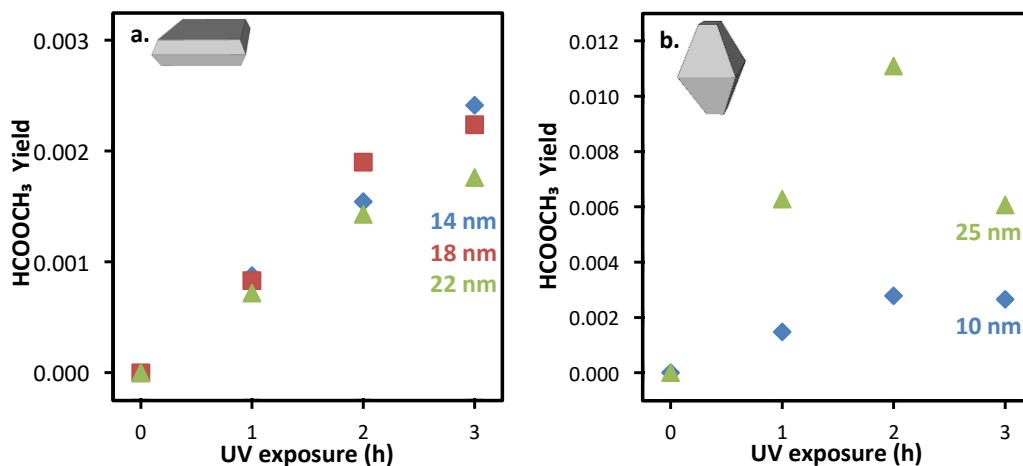 a.
HCOOCH₃ Yield
0.003
0.002
0.001
0.000
14 nm
18 nm
22 nm
0 1 2 3
UV exposure (h)
b.
HCOOCH₃ Yield
0.012
0.010
0.008
0.006
0.004
0.002
0.000
25 nm
10 nm
0 1 2 3
UV exposure (h)